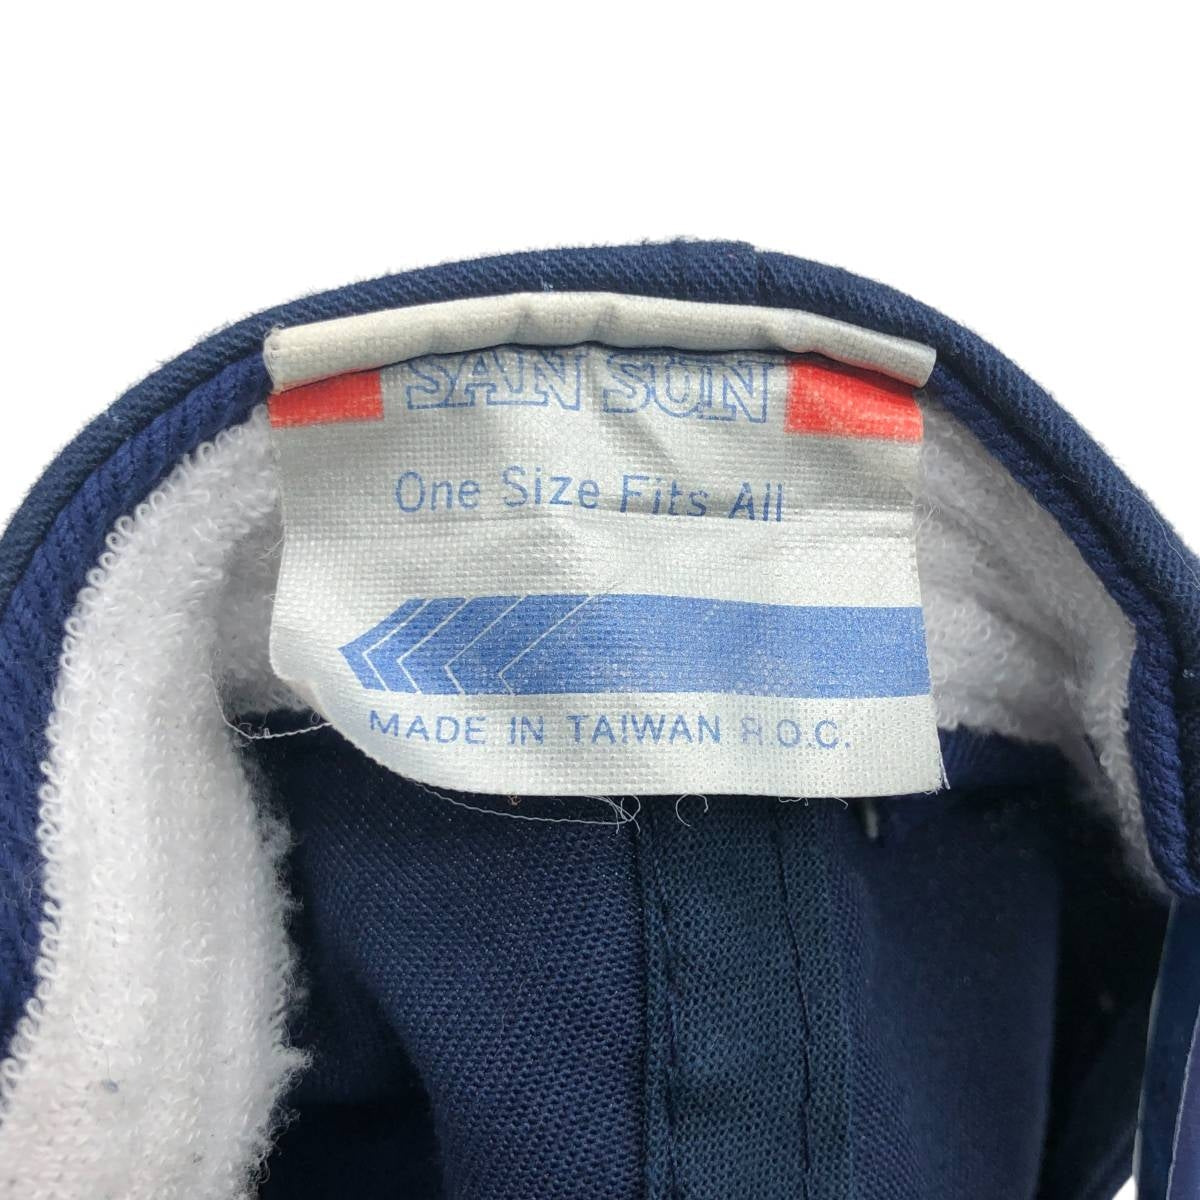 SAN SUN
One Size Fits All
MADE IN TAIWAN R.O.C.